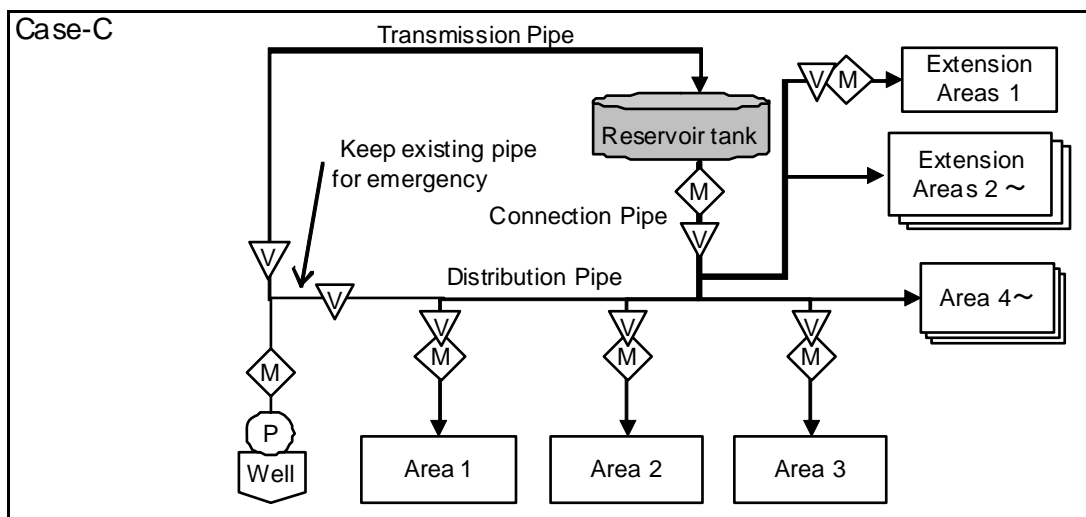 Case-C
Transmission Pipe
V
M
Extension
Areas 1
Reservoir tank
Keep existing pipe
for emergency
Extension
Areas 2～
M
Connection Pipe
V
V
Distribution Pipe
V
Area 4～
V
V
V
M
M
M
M
P
Well
Area 1
Area 2
Area 3